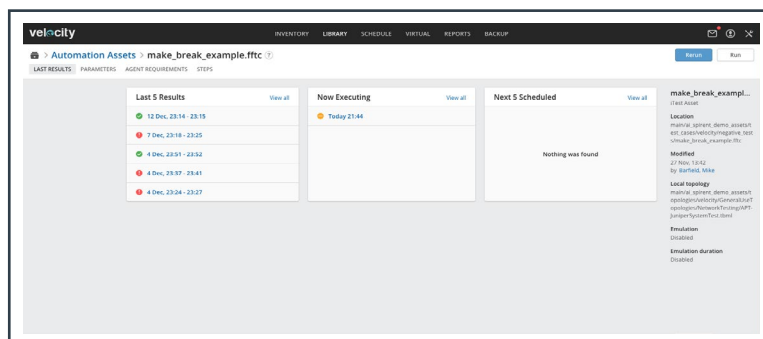 velocity
INVENTORY LIBRARY SCHEDULE VIRTUAL REPORTS BACKUP
> Automation Assets > make_break_example.fftc ?
Rerun Run
LAST RESULTS PARAMETERS AGENT REQUIREMENTS STEPS
Last 5 Results View all
12 Dec, 23:14 - 23:15
7 Dec, 23:18 - 23:25
4 Dec, 23:51 - 23:52
4 Dec, 23:37 - 23:41
4 Dec, 23:24 - 23:27
Now Executing View all
Today 21:44
Next 5 Scheduled View all
Nothing was found
make_break_exampl...
iTest Asset
Location
main/ai_spirent_demo_assets/t
est_cases/velocity/negative_test
s/make_break_example.fftc
Modified
27 Nov, 13:42
by Barfield, Mike
Local topology
main/ai_spirent_demo_assets/t
opologies/velocity/GeneralUseT
opologies/NetworkTesting/APT-
JuniperSystemTest.tbml
Emulation
Disabled
Emulation duration
Disabled